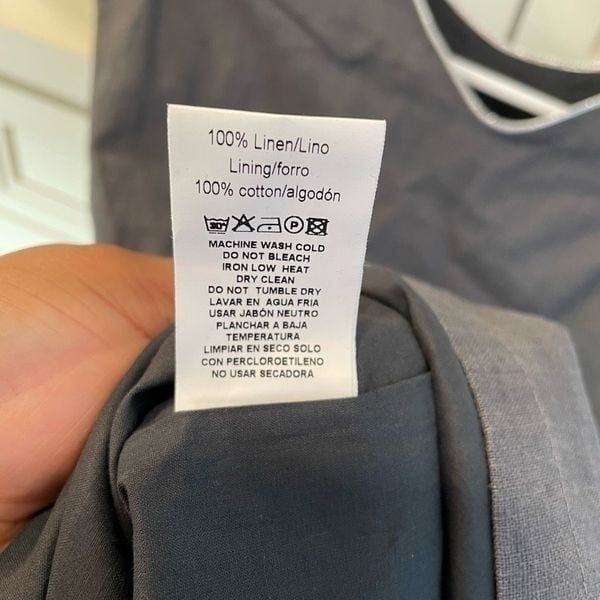 100% Linen/Lino
Lining/forro
100% cotton/algodón
30° P
MACHINE WASH COLD
DO NOT BLEACH
IRON LOW HEAT
DRY CLEAN
DO NOT TUMBLE DRY
LAVAR EN AGUA FRIA
USAR JABÓN NEUTRO
PLANCHAR A BAJA
TEMPERATURA
LIMPIAR EN SECO SOLO
CON PERCLOROETILENO
NO USAR SECADORA